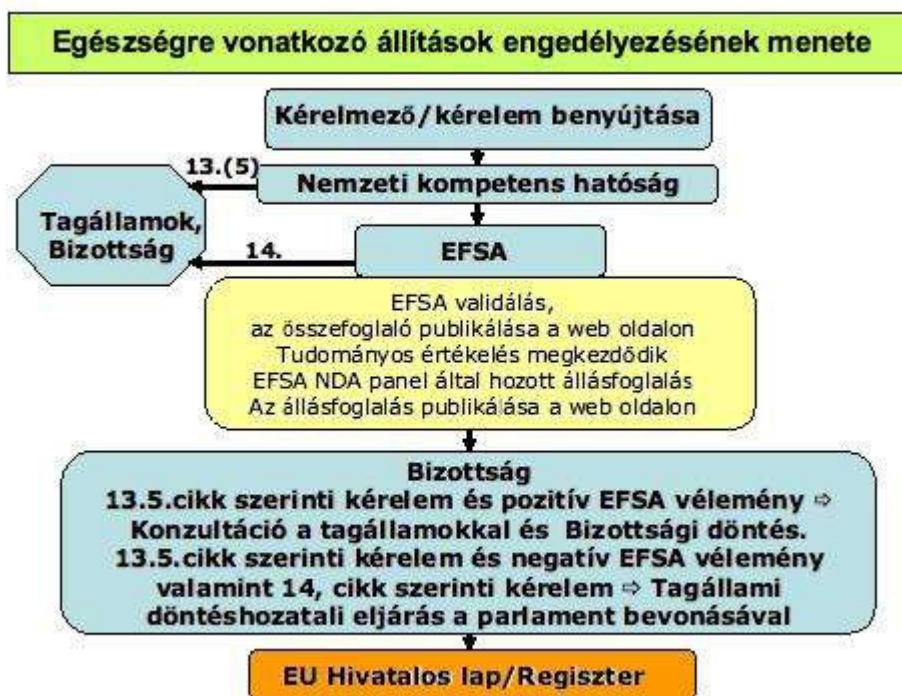 Egészségre vonatkozó állítások engedélyezésének menete
Kérelmező/kérelem benyújtása
13.(5)
Nemzeti kompetens hatóság
Tagállamok,
Bizottság
14.
EFSA
EFSA validálás,
az összefoglaló publikálása a web oldalon
Tudományos értékelés megkezdődik
EFSA NDA panel által hozott állásfoglalás
Az állásfoglalás publikálása a web oldalon
Bizottság
13.5.cikk szerinti kérelem és pozitív EFSA vélemény ⇨
Konzultáció a tagállamokkal és Bizottsági döntés.
13.5.cikk szerinti kérelem és negatív EFSA vélemény
valamint 14, cikk szerinti kérelem ⇨ Tagállami
döntéshozatali eljárás a parlament bevonásával
EU Hivatalos lap/Regiszter